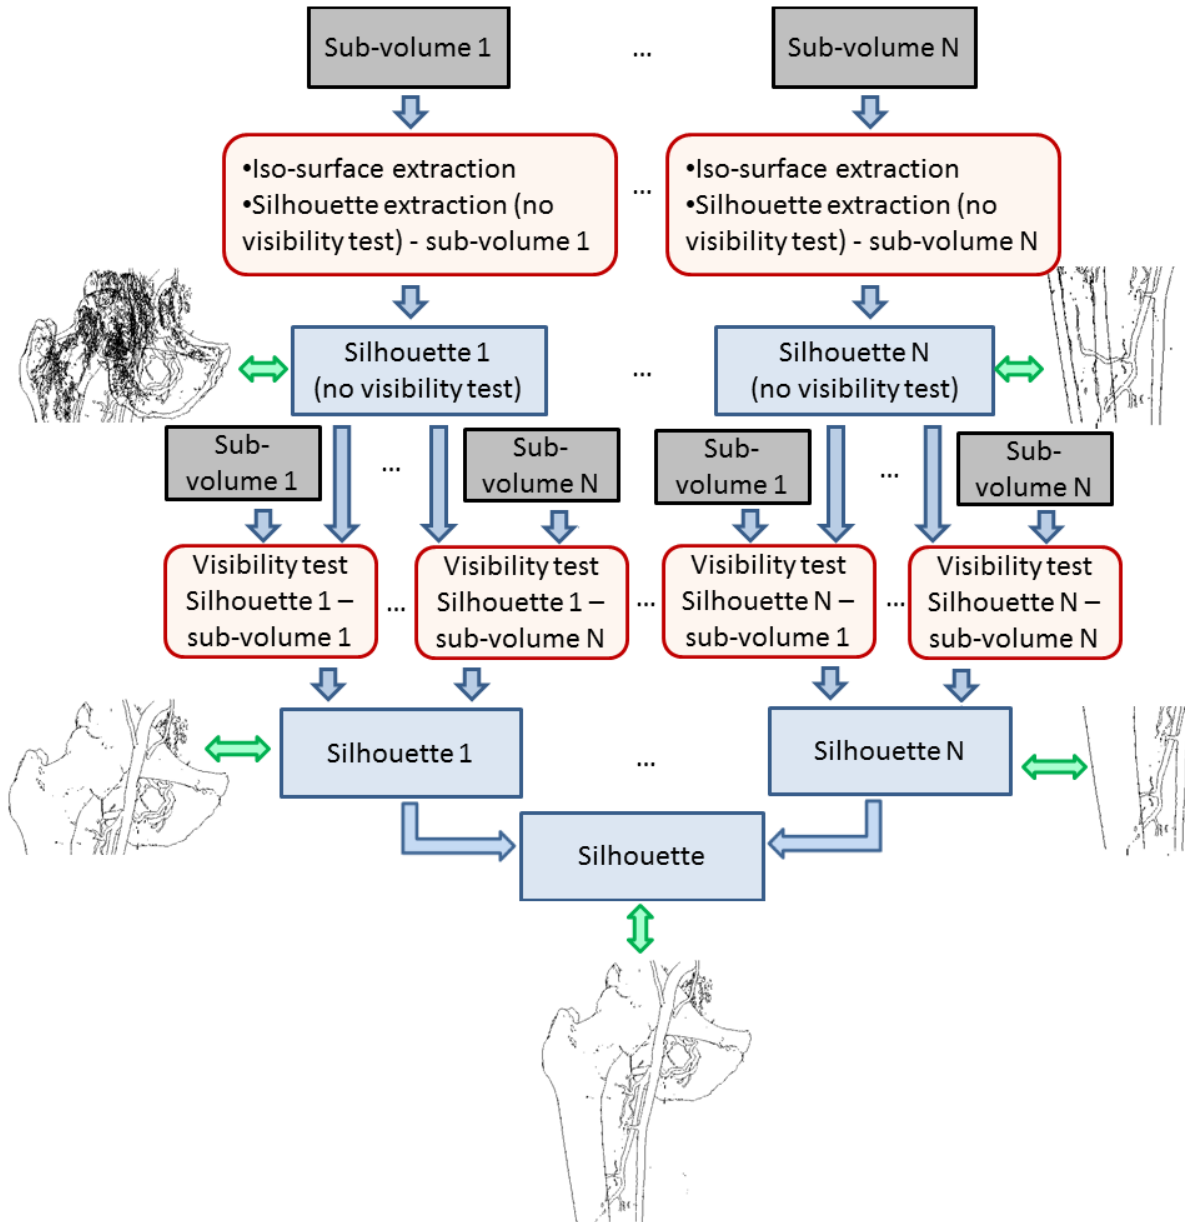 Sub-volume 1
...
Sub-volume N
•Iso-surface extraction
•Silhouette extraction (no
visibility test) - sub-volume 1
...
•Iso-surface extraction
•Silhouette extraction (no
visibility test) - sub-volume N
Silhouette 1
(no visibility test)
...
Silhouette N
(no visibility test)
Sub-
volume 1
...
Sub-
volume N
Sub-
volume 1
...
Sub-
volume N
Visibility test
Silhouette 1 –
sub-volume 1
...
Visibility test
Silhouette 1 –
sub-volume N
...
Visibility test
Silhouette N –
sub-volume 1
...
Visibility test
Silhouette N –
sub-volume N
Silhouette 1
...
Silhouette N
Silhouette